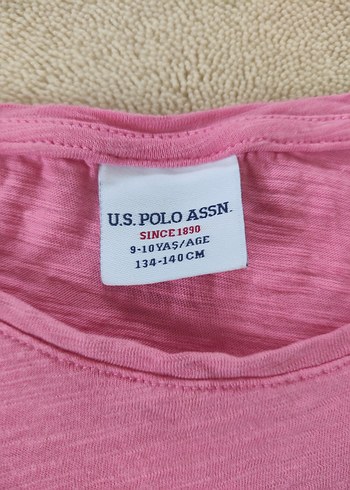 U.S. POLO ASSN.
SINCE 1890
9-10 YAŞ/AGE
134-140 CM